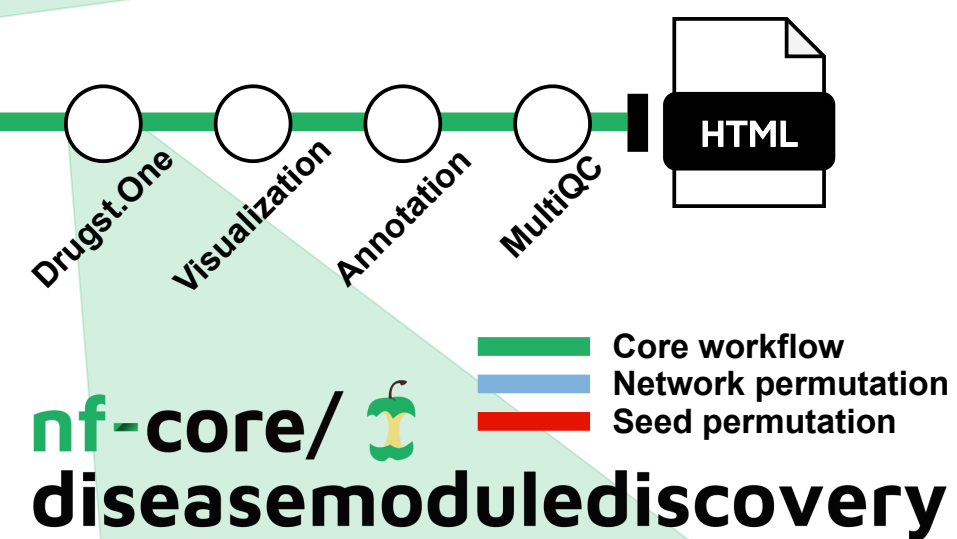 HTML
Drugst.One
Visualization
Annotation
MultiQC
Core workflow
Network permutation
Seed permutation
nf-core/
diseasemodulediscovery